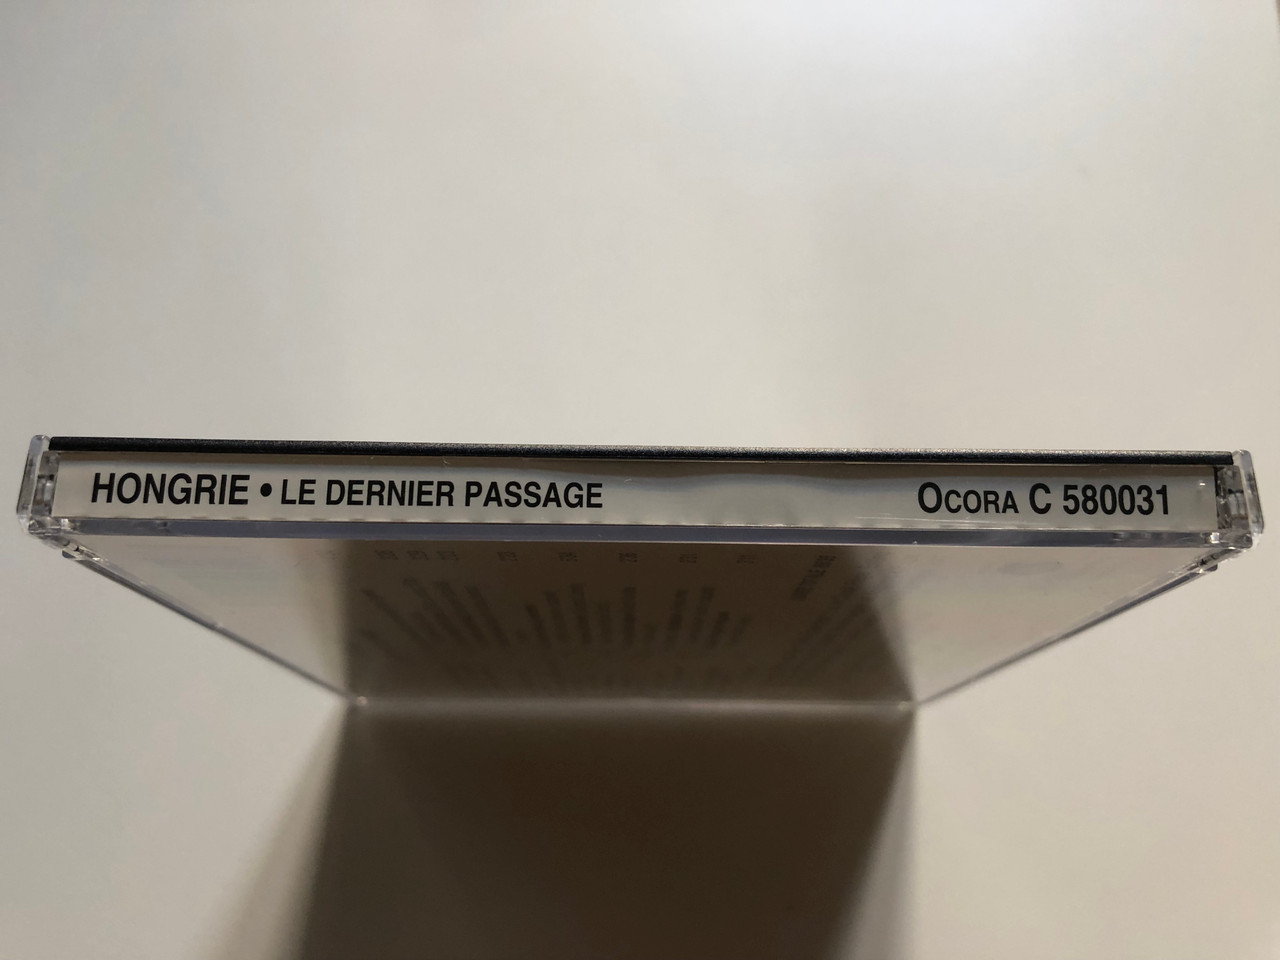 HONGRIE • LE DERNIER PASSAGE OCORA C 580031